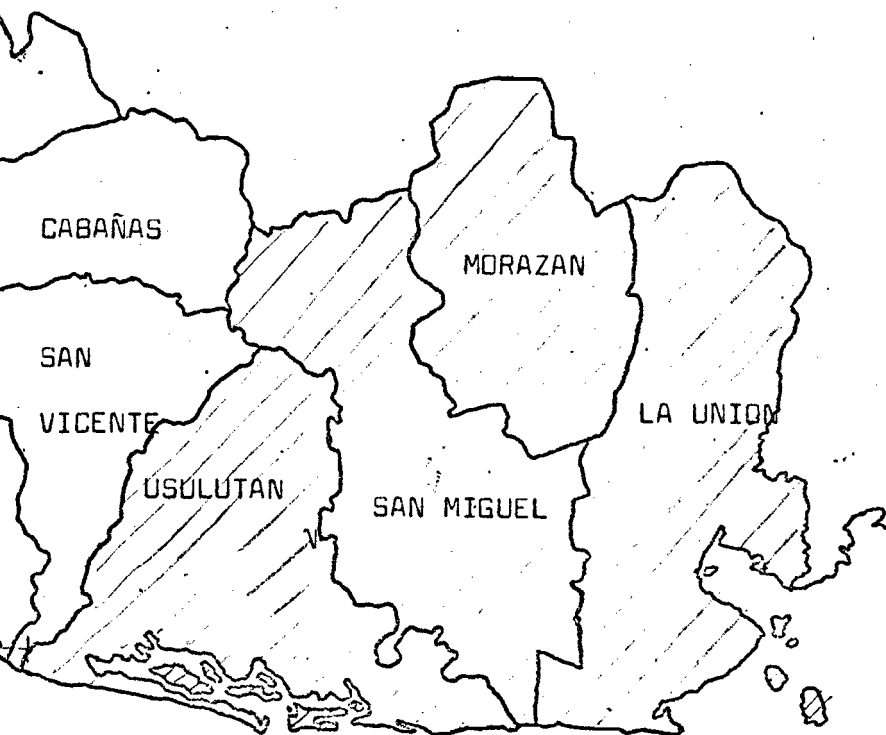 CABAÑAS
MORAZAN
SAN
VICENTE
LA UNION
USULUTAN
SAN MIGUEL